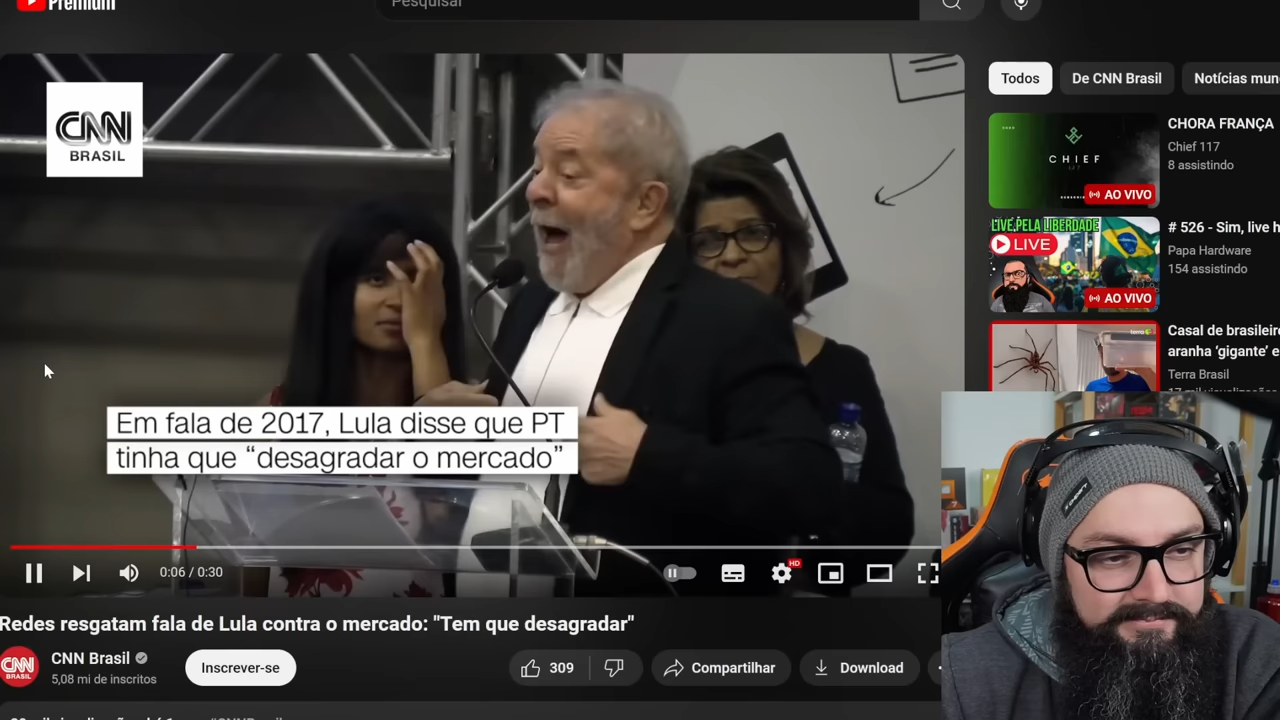 Premium
Pesquisar
CNN
BRASIL
Em fala de 2017, Lula disse que PT
tinha que “desagradar o mercado”
0:06 / 0:30
HD
Redes resgatam fala de Lula contra o mercado: "Tem que desagradar"
CNN
BRASIL
CNN Brasil
5,08 mi de inscritos
Inscrever-se
309
Compartilhar
Download
Todos
De CNN Brasil
Notícias mun
CHIEF
AO VIVO
CHORA FRANÇA
Chief 117
8 assistindo
LIVE PELA LIBERDADE
LIVE
AO VIVO
# 526 - Sim, live h
Papa Hardware
154 assistindo
terra
Casal de brasileir
aranha ‘gigante’ e
Terra Brasil